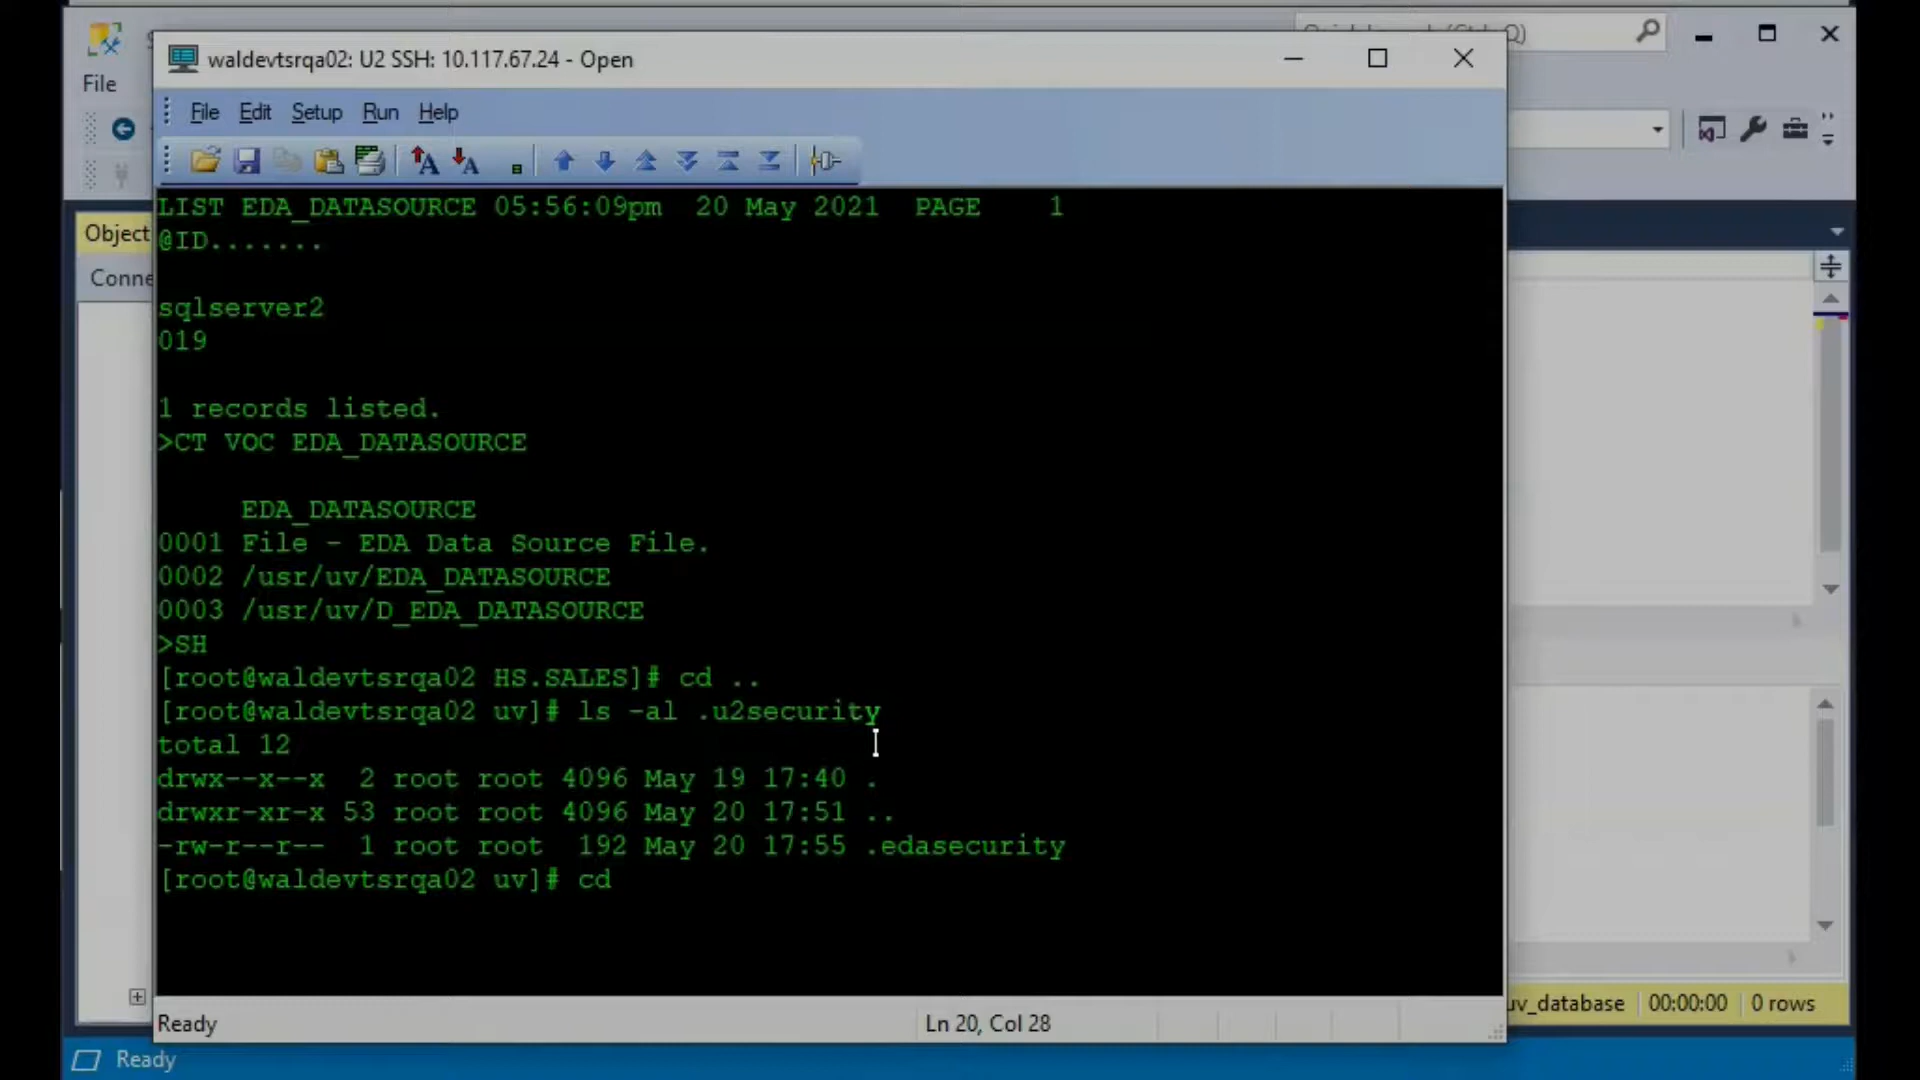 waldevtsrqa02: U2 SSH: 10.117.67.24 - Open
File
File Edit Setup Run Help
LIST EDA_DATASOURCE 05:56:09pm  20 May 2021  PAGE    1
@ID.......
sqlserver2
019
1 records listed.
>CT VOC EDA_DATASOURCE
EDA_DATASOURCE
0001 File - EDA Data Source File.
0002 /usr/uv/EDA_DATASOURCE
0003 /usr/uv/D_EDA_DATASOURCE
>SH
[root@waldevtsrqa02 HS.SALES]# cd ..
[root@waldevtsrqa02 uv]# ls -al .u2security
total 12
drwx--x--x  2 root root 4096 May 19 17:40 .
drwxr-xr-x 53 root root 4096 May 20 17:51 ..
-rw-r--r--  1 root root  192 May 20 17:55 .edasecurity
[root@waldevtsrqa02 uv]# cd
Object
Conne
Ready
Ln 20, Col 28
uv_database
00:00:00
0 rows
Ready